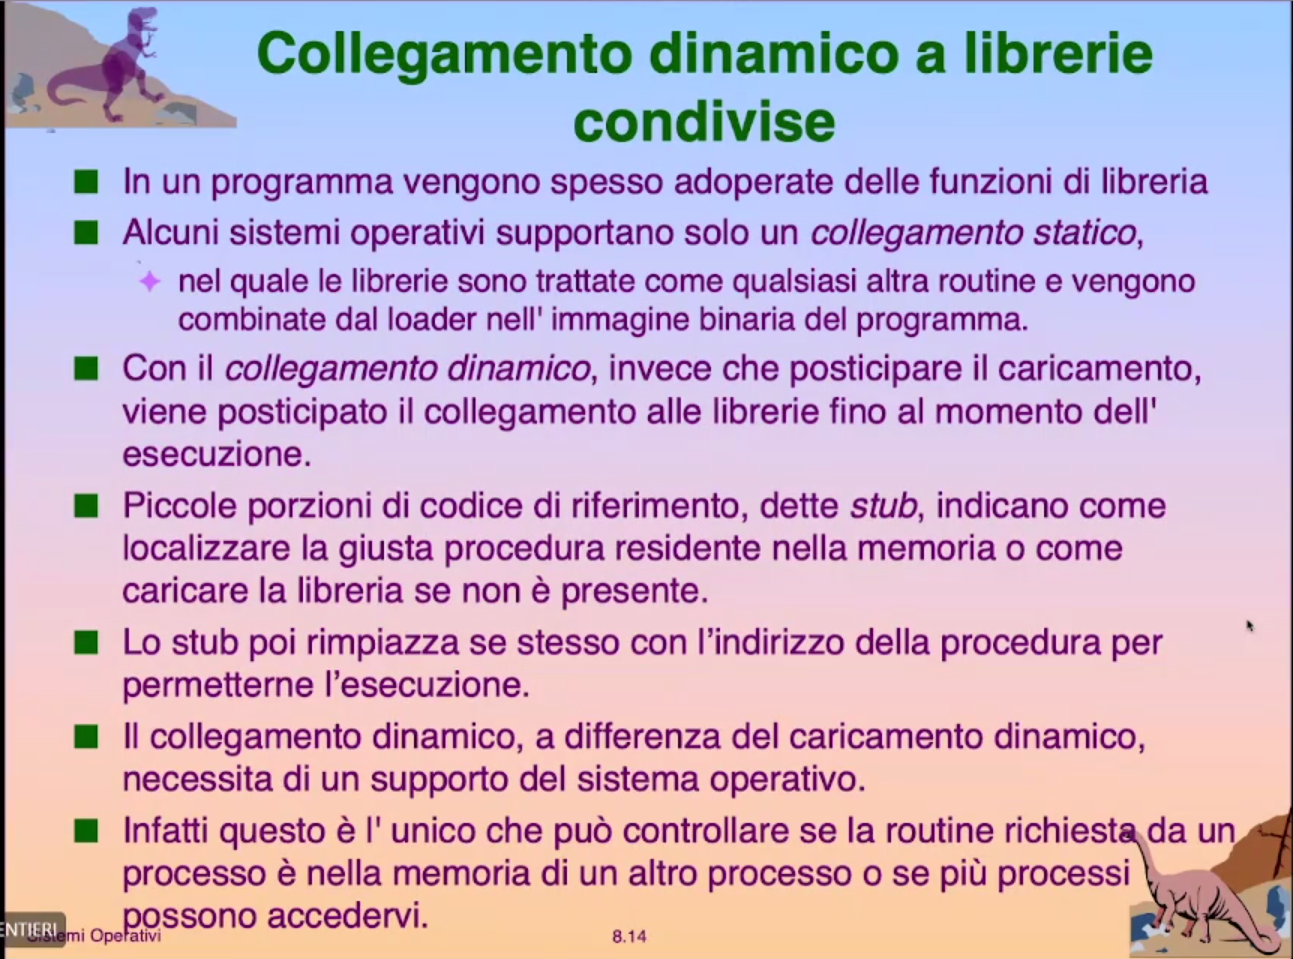 Collegamento dinamico a librerie
condivise
In un programma vengono spesso adoperate delle funzioni di libreria
Alcuni sistemi operativi supportano solo un collegamento statico,
nel quale le librerie sono trattate come qualsiasi altra routine e vengono
combinate dal loader nell' immagine binaria del programma.
Con il collegamento dinamico, invece che posticipare il caricamento,
viene posticipato il collegamento alle librerie fino al momento dell'
esecuzione.
Piccole porzioni di codice di riferimento, dette stub, indicano come
localizzare la giusta procedura residente nella memoria o come
caricare la libreria se non è presente.
Lo stub poi rimpiazza se stesso con l’indirizzo della procedura per
permetterne l’esecuzione.
Il collegamento dinamico, a differenza del caricamento dinamico,
necessita di un supporto del sistema operativo.
Infatti questo è l' unico che può controllare se la routine richiesta da un
processo è nella memoria di un altro processo o se più processi
possono accedervi.
ENTIERI
Sistemi Operativi
8.14